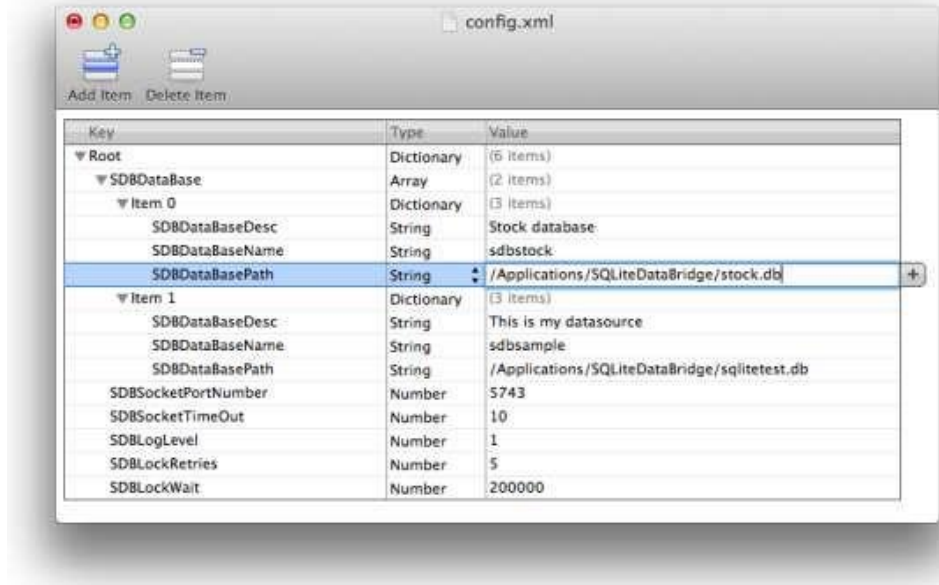 config.xml
Add Item Delete Item
Key Type Value
Root Dictionary (6 items)
SDBDataBase Array (2 items)
Item 0 Dictionary (3 items)
SDBDataBaseDesc String Stock database
SDBDataBaseName String sdbstock
SDBDataBasePath String /Applications/SQLiteDataBridge/stock.db +
Item 1 Dictionary (3 items)
SDBDataBaseDesc String This is my datasource
SDBDataBaseName String sdbsample
SDBDataBasePath String /Applications/SQLiteDataBridge/sqlitetest.db
SDBSocketPortNumber Number 5743
SDBSocketTimeOut Number 10
SDBLogLevel Number 1
SDBLockRetries Number 5
SDBLockWait Number 200000